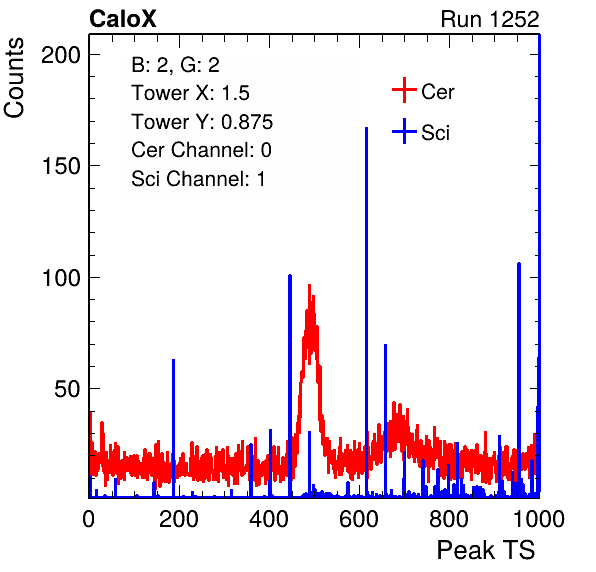 CaloX Run 1252
B: 2, G: 2
Tower X: 1.5
Tower Y: 0.875
Cer Channel: 0
Sci Channel: 1
Cer
Sci
Counts
200
150
100
50
0 200 400 600 800 1000
Peak TS